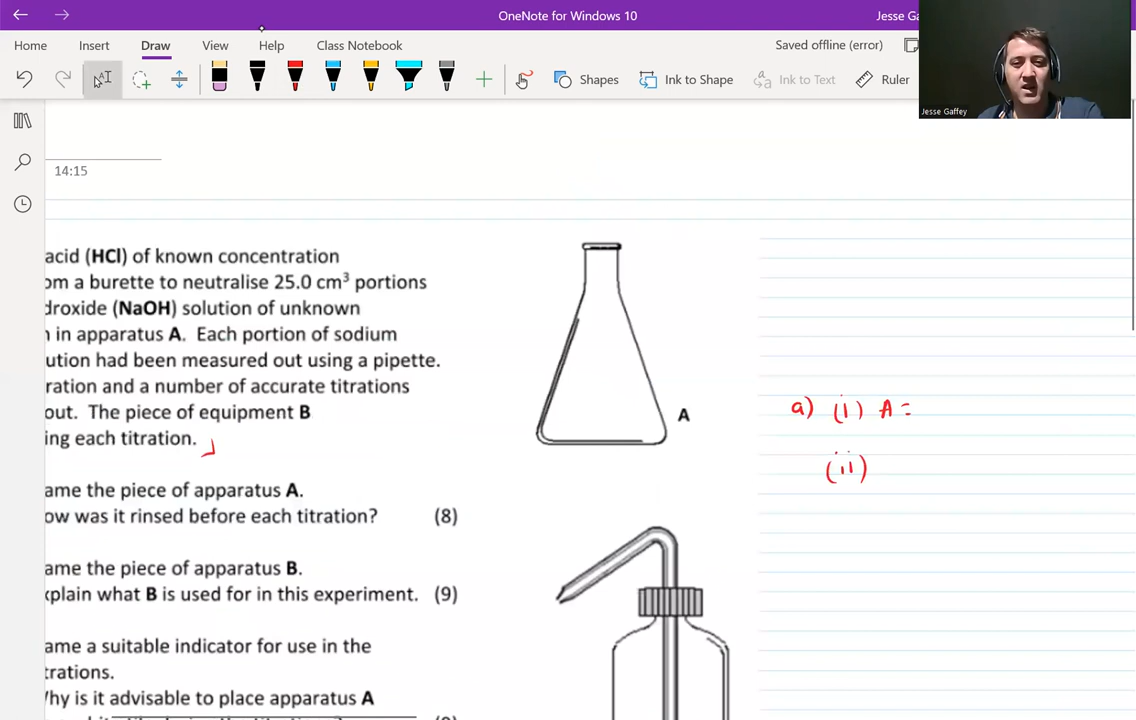 OneNote for Windows 10
Jesse Ga
Home Insert Draw View Help Class Notebook
Saved offline (error)
Shapes
Ink to Shape
Ink to Text
Ruler
Jesse Gaffey
14:15
acid (HCl) of known concentration
om a burette to neutralise 25.0 cm³ portions
droxide (NaOH) solution of unknown
in apparatus A. Each portion of sodium
ution had been measured out using a pipette.
ration and a number of accurate titrations
out. The piece of equipment B
ing each titration.
A
a) (i) A =
(ii)
ame the piece of apparatus A.
ow was it rinsed before each titration? (8)
ame the piece of apparatus B.
xplain what B is used for in this experiment. (9)
ame a suitable indicator for use in the
trations.
Why is it advisable to place apparatus A